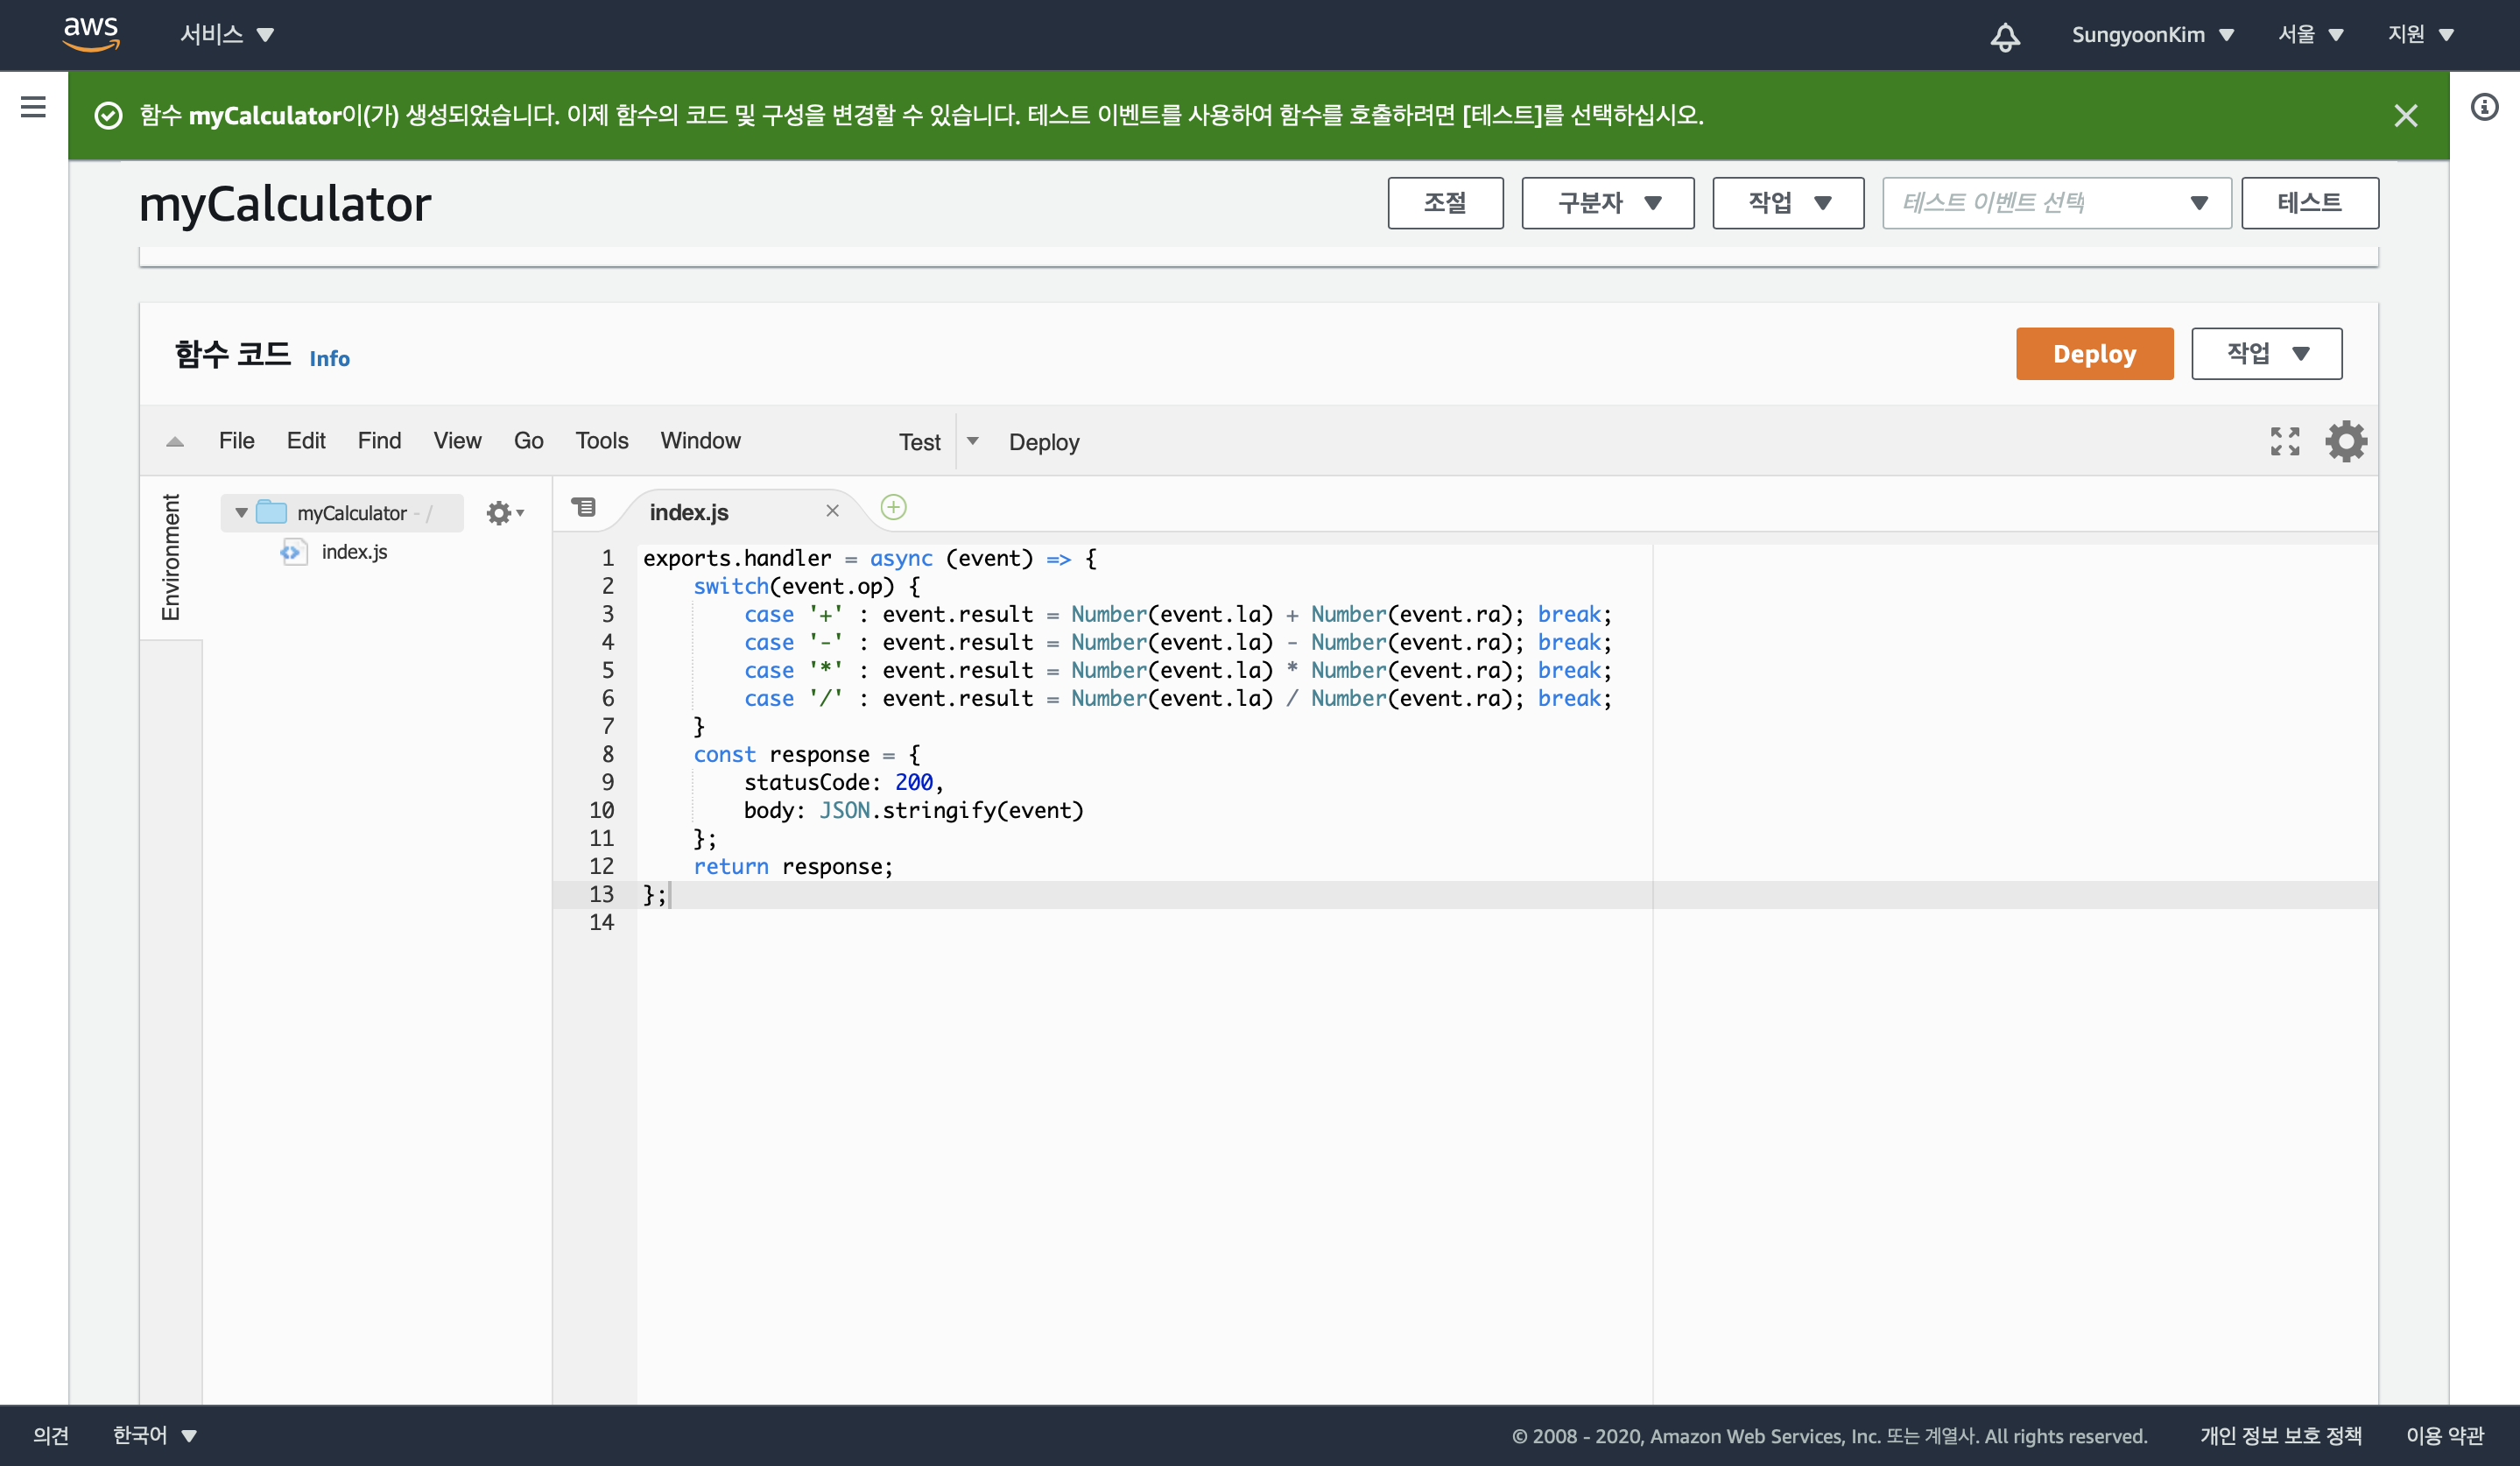 aws 서비스 SungyoonKim 서울 지원
함수 myCalculator이(가) 생성되었습니다. 이제 함수의 코드 및 구성을 변경할 수 있습니다. 테스트 이벤트를 사용하여 함수를 호출하려면 [테스트]를 선택하십시오.
myCalculator 조절 구분자 작업 테스트 이벤트 선택 테스트
함수 코드 Info Deploy 작업
File Edit Find View Go Tools Window Test Deploy
Environment
myCalculator - /
index.js
index.js
1 exports.handler = async (event) => {
2     switch(event.op) {
3         case '+' : event.result = Number(event.la) + Number(event.ra); break;
4         case '-' : event.result = Number(event.la) - Number(event.ra); break;
5         case '*' : event.result = Number(event.la) * Number(event.ra); break;
6         case '/' : event.result = Number(event.la) / Number(event.ra); break;
7     }
8     const response = {
9         statusCode: 200,
10         body: JSON.stringify(event)
11     };
12     return response;
13 };
14
의견 한국어 © 2008 - 2020, Amazon Web Services, Inc. 또는 계열사. All rights reserved. 개인 정보 보호 정책 이용 약관